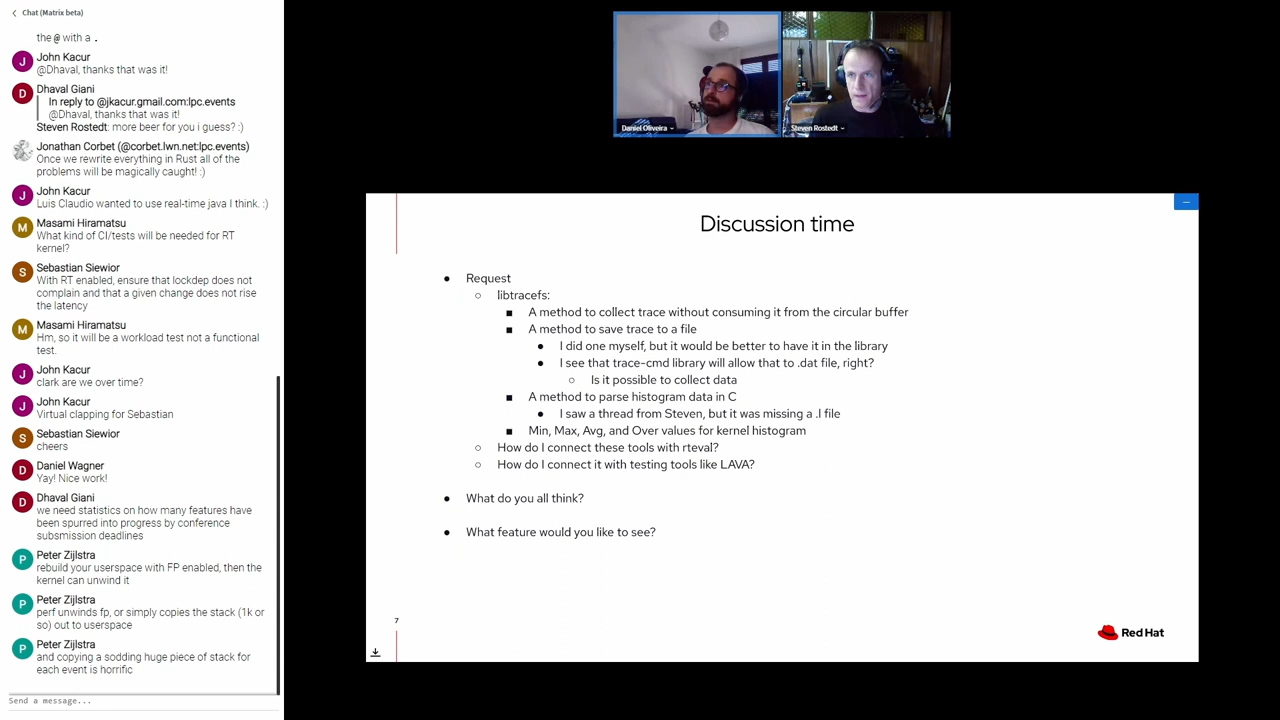 Chat (Matrix beta)
the @ with a .
John Kacur
@Dhaval, thanks that was it!
Dhaval Giani
In reply to @jkacur.gmail.com:lpc.events
@Dhaval, thanks that was it!
Steven Rostedt: more beer for you i guess? :)
Jonathan Corbet (@corbet.lwn.net:lpc.events)
Once we rewrite everything in Rust all of the
problems will be magically caught! :)
J
John Kacur
Luis Claudio wanted to use real-time java I think. :)
M
Masami Hiramatsu
What kind of CI/tests will be needed for RT
kernel?
S
Sebastian Siewior
With RT enabled, ensure that lockdep does not
complain and that a given change does not rise
the latency
M
Masami Hiramatsu
Hm, so it will be a workload test not a functional
test.
J
John Kacur
clark are we over time?
J
John Kacur
Virtual clapping for Sebastian
S
Sebastian Siewior
cheers
D
Daniel Wagner
Yay! Nice work!
D
Dhaval Giani
we need statistics on how many features have
been spurred into progress by conference
subsmission deadlines
P
Peter Zijlstra
rebuild your userspace with FP enabled, then the
kernel can unwind it
P
Peter Zijlstra
perf unwinds fp, or simply copies the stack (1k or
so) out to userspace
P
Peter Zijlstra
and copying a sodding huge piece of stack for
each event is horrific
Send a message...
Daniel Oliveira
Steven Rostedt
Discussion time
Request
libtracefs:
A method to collect trace without consuming it from the circular buffer
A method to save trace to a file
I did one myself, but it would be better to have it in the library
I see that trace-cmd library will allow that to .dat file, right?
Is it possible to collect data
A method to parse histogram data in C
I saw a thread from Steven, but it was missing a .l file
Min, Max, Avg, and Over values for kernel histogram
How do I connect these tools with rteval?
How do I connect it with testing tools like LAVA?
What do you all think?
What feature would you like to see?
7
Red Hat